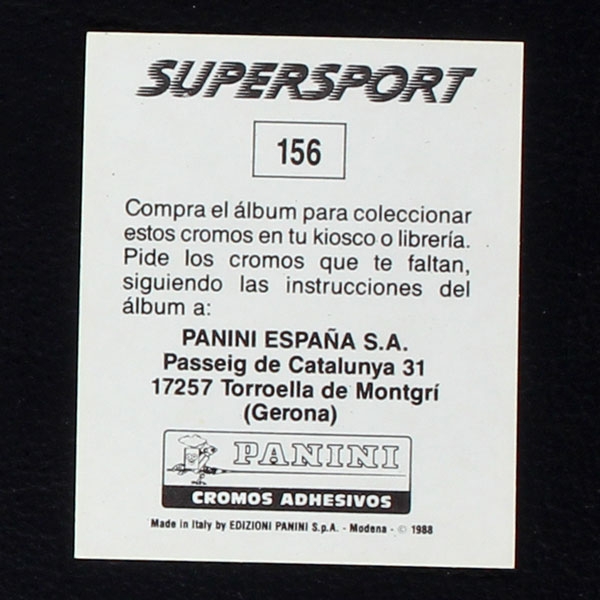 SUPERSPORT
156
Compra el álbum para coleccionar
estos cromos en tu kiosco o librería.
Pide los cromos que te faltan,
siguiendo las instrucciones del
álbum a:
PANINI ESPAÑA S.A.
Passeig de Catalunya 31
17257 Torroella de Montgrí
(Gerona)
PANINI
CROMOS ADHESIVOS
Made in Italy by EDIZIONI PANINI S.p.A. - Modena - © 1988